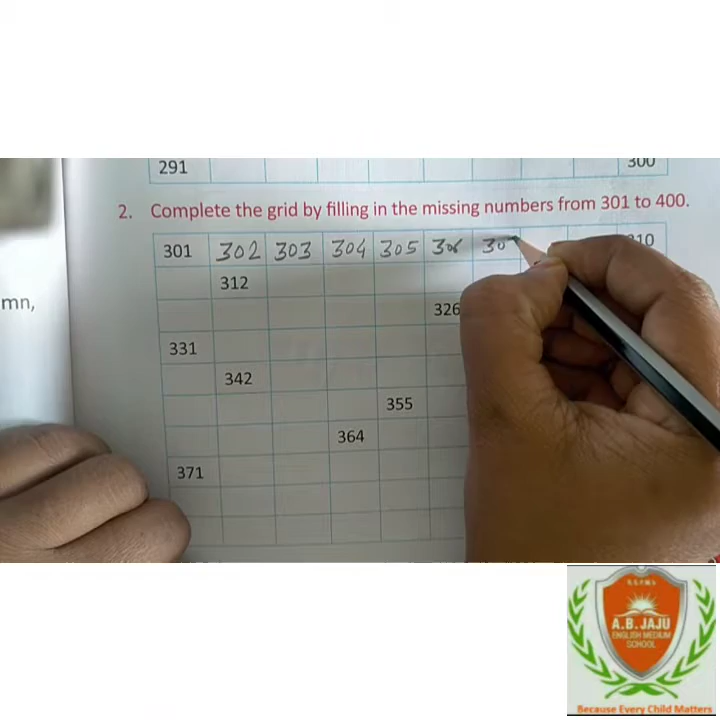 291 300
2. Complete the grid by filling in the missing numbers from 301 to 400.
301 302 303 304 305 306 30 310
312
mn,
326
331
342
355
364
371
A.B.JAJU
ENGLISH MEDIUM
SCHOOL
Because Every Child Matters